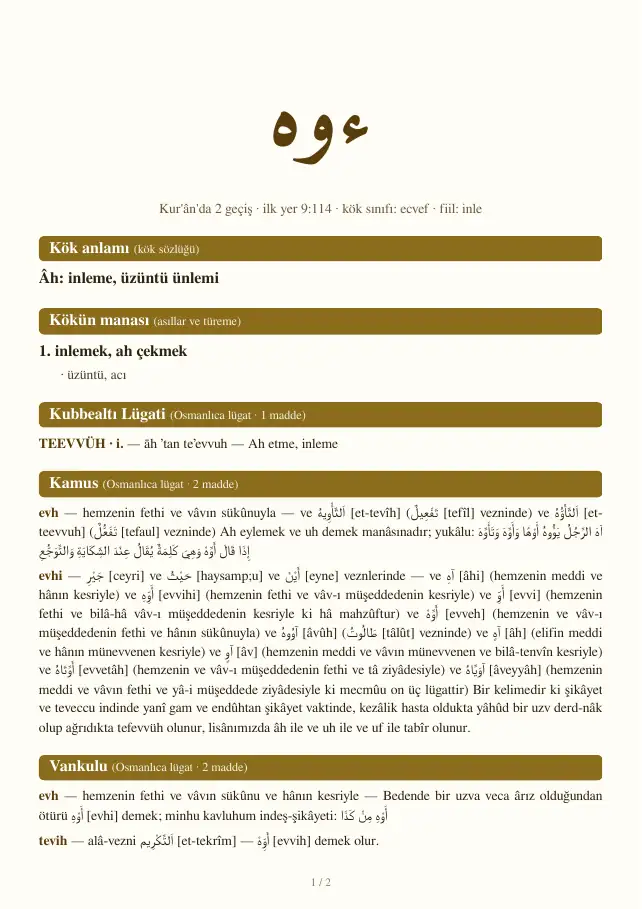 ءوه
Kur'ân'da 2 geçiş · ilk yer 9:114 · kök sınıfı: ecvef · fiil: inle
Kök anlamı (kök sözlüğü)
Âh: inleme, üzüntü ünlemi
Kökün manası (asıllar ve türeme)
1. inlemek, ah çekmek
· üzüntü, acı
Kubbealtı Lügati (Osmanlıca lügat · 1 madde)
TEEVVÜH · i. — āh 'tan te'evvuh — Ah etme, inleme
Kamus (Osmanlıca lügat · 2 madde)
evh — hemzenin fethi ve vâvın sükûnuyla — ve اَلتَّأْوِيهُ [et-tevîh] (تَفْعِيلٌ [tefîl] vezninde) ve اَلتَّأَوُّهُ [et-
teevvuh] (تَفَعُّلٌ [tefaul] vezninde) Ah eylemek ve uh demek manâsınadır; yukâlu: آهَ الرَّجُلُ يَؤُوهُ أَوْهًا وَأَوَّهَ وَتَأَوَّهَ
إِذَا قَالَ أَوَّهْ وَهِيَ كَلِمَةٌ يُقَالُ عِنْدَ الشِّكَايَةِ وَالتَّوَجُّعِ
evhi — جَيْرِ [ceyri] ve حَيْثُ [haysamp;u] ve أَيْنَ [eyne] veznlerinde — ve آهِ [âhi] (hemzenin meddi ve
hânın kesriyle) ve أَوِّهِ [evvihi] (hemzenin fethi ve vâv-ı müşeddedenin kesriyle) ve أَوِّ [evvi] (hemzenin
fethi ve bilâ-hâ vâv-ı müşeddedenin kesriyle ki hâ mahzûftur) ve أَوَّهْ [evveh] (hemzenin ve vâv-ı
müşeddedenin fethi ve hânın sükûnuyla) ve آوُوهُ [âvûh] (طَالُوتُ [tâlût] vezninde) ve آهٍ [âh] (elifin meddi
ve hânın münevvenen kesriyle) ve آوٍ [âv] (hemzenin meddi ve vâvın münevvenen ve bilâ-tenvîn kesriyle)
ve أَوَّتَاهُ [evvetâh] (hemzenin ve vâv-ı müşeddedenin fethi ve tâ ziyâdesiyle) ve آوَيَّاهُ [âveyyâh] (hemzenin
meddi ve vâvın fethi ve yâ-i müşeddede ziyâdesiyle ki mecmûu on üç lügattir) Bir kelimedir ki şikâyet
ve teveccu indinde yanî gam ve endûhtan şikâyet vaktinde, kezâlik hasta oldukta yâhûd bir uzv derd-nâk
olup ağrıdıkta tefevvüh olunur, lisânımızda âh ile ve uh ile ve uf ile tabîr olunur.
Vankulu (Osmanlıca lügat · 2 madde)
evh — hemzenin fethi ve vâvın sükûnu ve hânın kesriyle — Bedende bir uzva veca ârız olduğundan
ötürü أَوْهِ [evhi] demek; minhu kavluhum indeş-şikâyeti: أَوْهِ مِنْ كَذَا
tevih — alâ-vezni اَلتَّكْرِيم [et-tekrîm] — أَوِّهْ [evvih] demek olur.
1 / 2